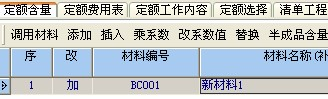 定额含量 定额费用表 定额工作内容 定额选择 清单工程
调用材料 添加 插入 乘系数 改系数值 替换 半成品含量
序 改 材料编号 材料名称(补
1 加 BC001 新材料1